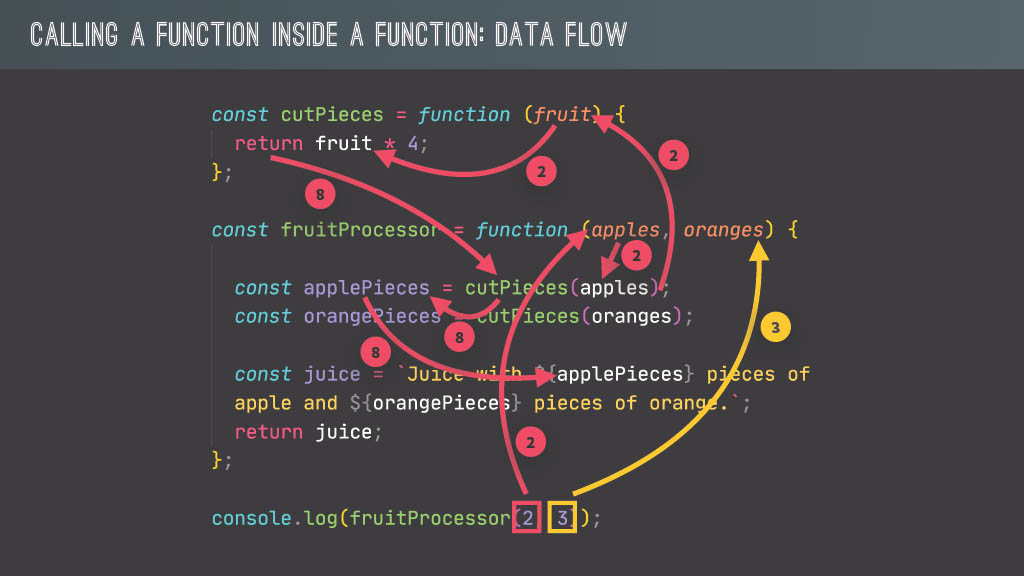 CALLING A FUNCTION INSIDE A FUNCTION: DATA FLOW
const cutPieces = function (fruit) {
return fruit * 4;
};
2
2
8
const fruitProcessor = function (apples, oranges) {
2
const applePieces = cutPieces(apples);
const orangePieces = cutPieces(oranges);
3
8
8
const juice = `Juice with ${applePieces} pieces of
apple and ${orangePieces} pieces of orange.`;
return juice;
2
};
console.log(fruitProcessor(2 3));